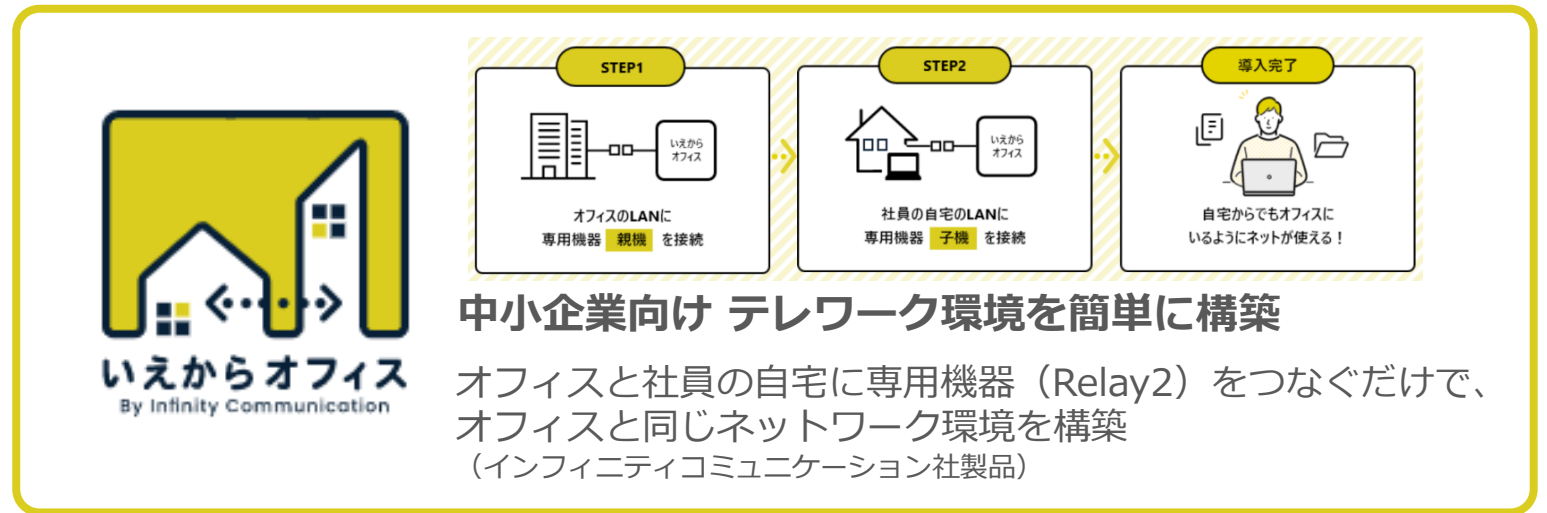 いえからオフィス
By Infinity Communication
STEP1
いえから
オフィス
オフィスのLANに
専用機器 親機 を接続
STEP2
いえから
オフィス
社員の自宅のLANに
専用機器 子機 を接続
導入完了
自宅からでもオフィスに
いるようにネットが使える！
中小企業向け テレワーク環境を簡単に構築
オフィスと社員の自宅に専用機器（Relay2）をつなぐだけで、
オフィスと同じネットワーク環境を構築
（インフィニティコミュニケーション社製品）